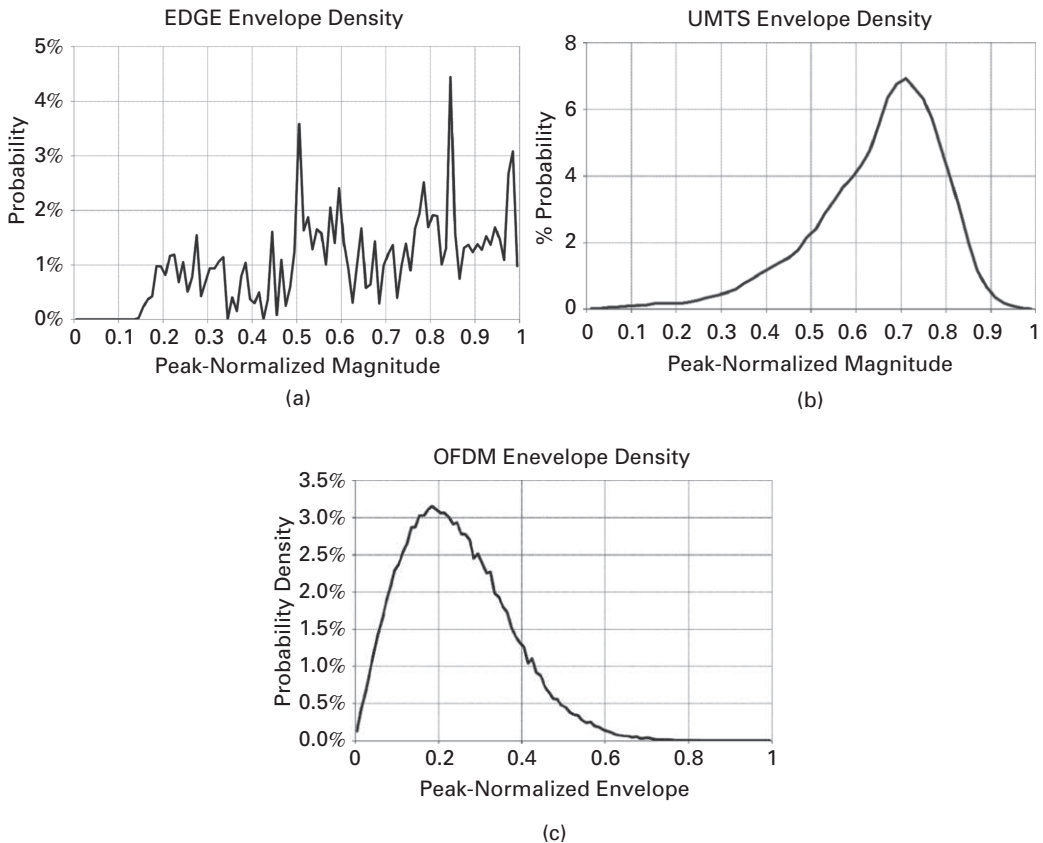 EDGE Envelope Density
5%
4%
3%
2%
1%
0%
Probability
0 0.1 0.2 0.3 0.4 0.5 0.6 0.7 0.8 0.9 1
Peak-Normalized Magnitude
(a)
UMTS Envelope Density
8
6
4
2
0
% Probability
0 0.1 0.2 0.3 0.4 0.5 0.6 0.7 0.8 0.9 1
Peak-Normalized Magnitude
(b)
OFDM Enevelope Density
3.5%
3.0%
2.5%
2.0%
1.5%
1.0%
0.5%
0.0%
Probability Density
0 0.2 0.4 0.6 0.8 1
Peak-Normalized Envelope
(c)